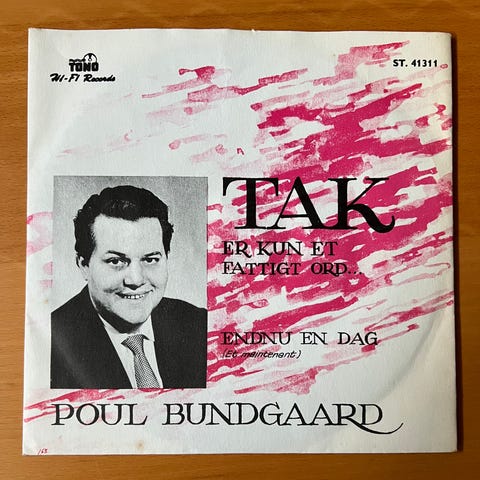 TONO
Hi-Fi Records
ST. 41311
TAK
ER KUN ET
FATTIGT ORD...
ENDNU EN DAG
(Et maintenant)
POUL BUNDGAARD